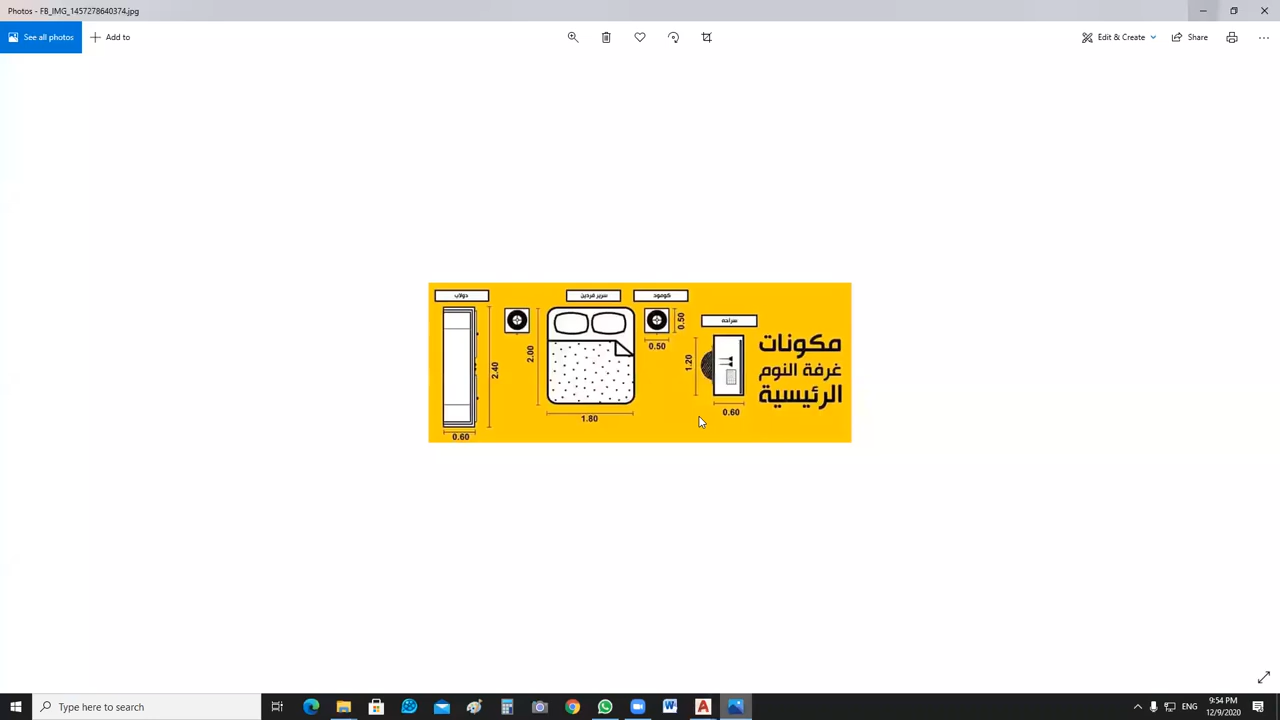 Photos - FB_IMG_1457278640374.jpg
See all photos
Add to
Edit & Create
Share
دولاب
سرير فردين
كومود
سراحه
0.50
0.50
2.00
2.40
1.20
0.60
1.80
0.60
مكونات
غرفة النوم
الرئيسية
Type here to search
ENG
9:54 PM
12/9/2020